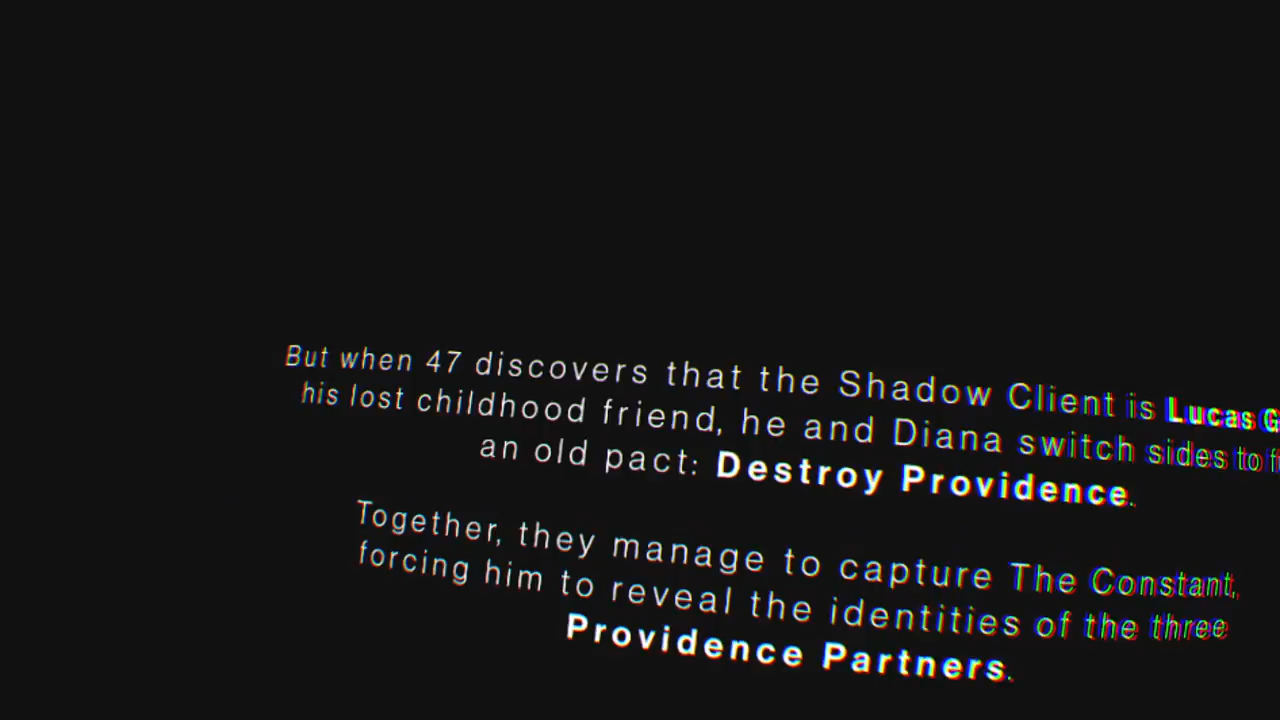 But when 47 discovers that the Shadow Client is Lucas
his lost childhood friend, he and Diana switch sides to
an old pact: Destroy Providence.
Together, they manage to capture The Constant,
forcing him to reveal the identities of the three
Providence Partners.